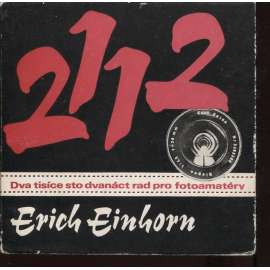 2112
Dva tisíce sto dvanáct rad pro fotoamatéry
Erich Einhorn